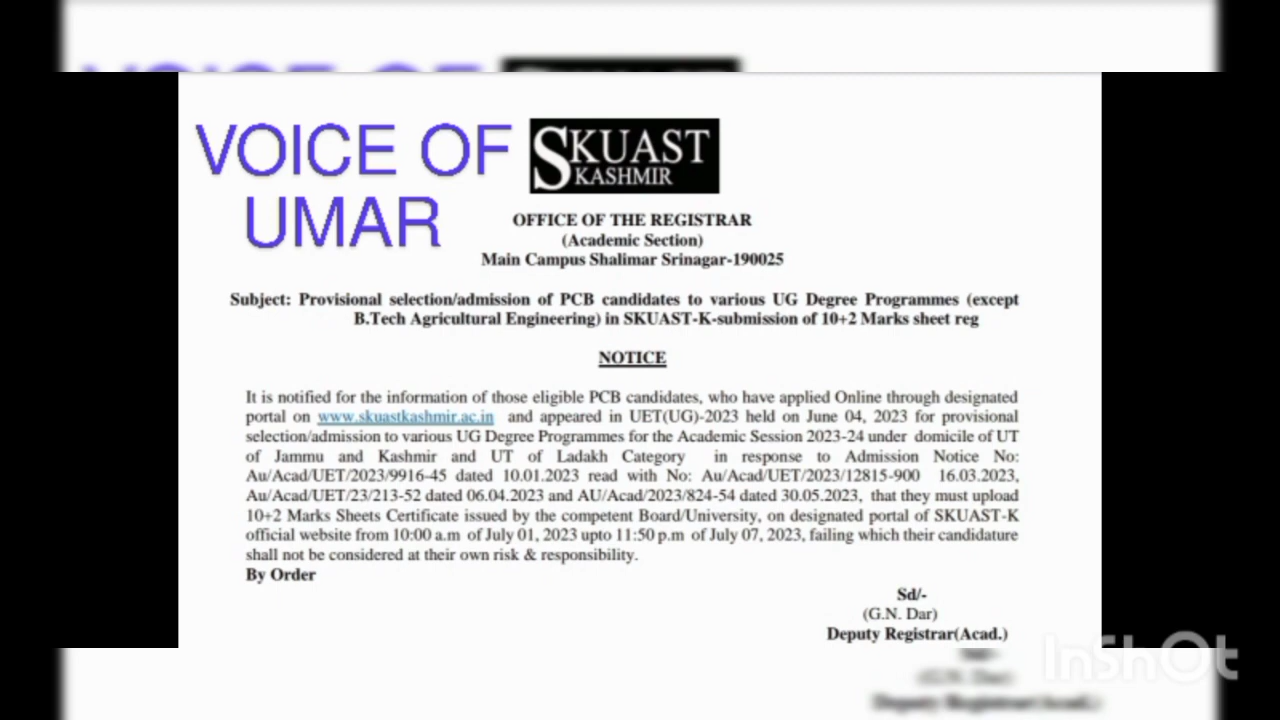 VOICE OF
UMAR
SKUAST
KASHMIR
OFFICE OF THE REGISTRAR
(Academic Section)
Main Campus Shalimar Srinagar-190025
Subject: Provisional selection/admission of PCB candidates to various UG Degree Programmes (except
B.Tech Agricultural Engineering) in SKUAST-K-submission of 10+2 Marks sheet reg
NOTICE
It is notified for the information of those eligible PCB candidates, who have applied Online through designated
portal on www.skuastkashmir.ac.in and appeared in UET(UG)-2023 held on June 04, 2023 for provisional
selection/admission to various UG Degree Programmes for the Academic Session 2023-24 under domicile of UT
of Jammu and Kashmir and UT of Ladakh Category in response to Admission Notice No:
Au/Acad/UET/2023/9916-45 dated 10.01.2023 read with No: Au/Acad/UET/2023/12815-900 16.03.2023,
Au/Acad/UET/23/213-52 dated 06.04.2023 and AU/Acad/2023/824-54 dated 30.05.2023, that they must upload
10+2 Marks Sheets Certificate issued by the competent Board/University, on designated portal of SKUAST-K
official website from 10:00 a.m of July 01, 2023 upto 11:50 p.m of July 07, 2023, failing which their candidature
shall not be considered at their own risk & responsibility.
By Order
Sd/-
(G.N. Dar)
Deputy Registrar(Acad.)
InShOt
Sd/-
(G.N. Dar)
Deputy Registrar(Acad.)